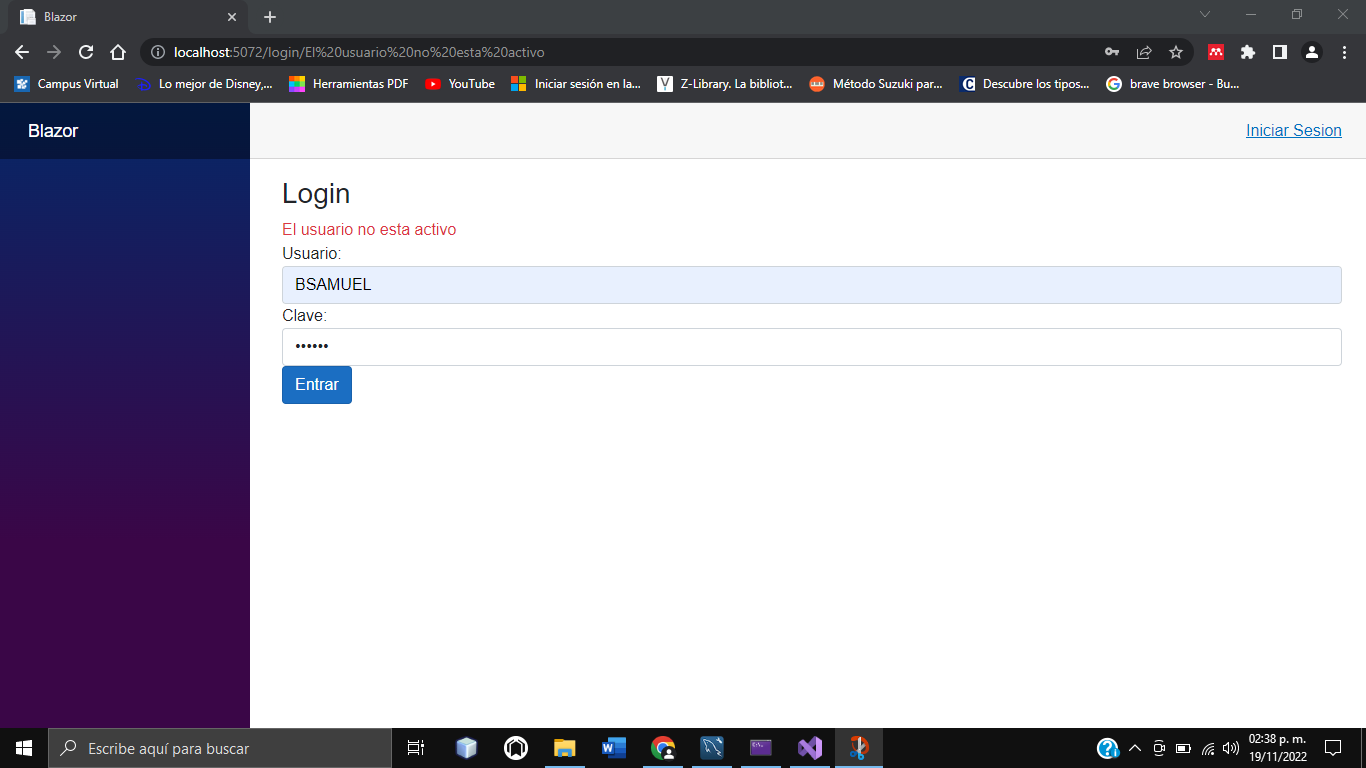 Blazor
localhost:5072/login/El%20usuario%20no%20esta%20activo
Campus Virtual
Lo mejor de Disney,...
Herramientas PDF
YouTube
Iniciar sesión en la...
Z-Library. La bibliot...
Método Suzuki par...
Descubre los tipos...
brave browser - Bu...
Blazor
Iniciar Sesion
Login
El usuario no esta activo
Usuario:
BSAMUEL
Clave:
••••••
Entrar
Escribe aquí para buscar
02:38 p. m.
19/11/2022